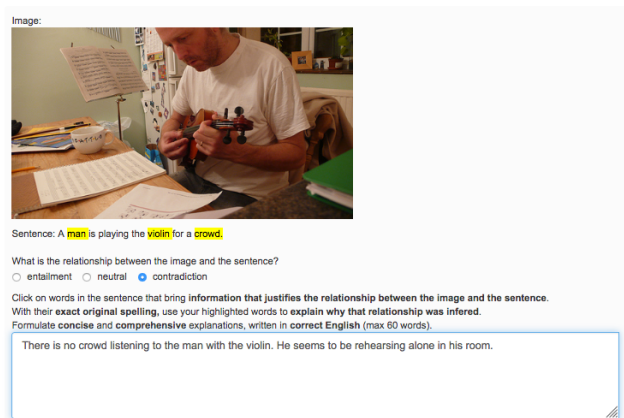 Image:
Sentence: A man is playing the violin for a crowd.
What is the relationship between the image and the sentence?
entailment neutral contradiction
Click on words in the sentence that bring information that justifies the relationship between the image and the sentence.
With their exact original spelling, use your highlighted words to explain why that relationship was infered.
Formulate concise and comprehensive explanations, written in correct English (max 60 words).
There is no crowd listening to the man with the violin. He seems to be rehearsing alone in his room.